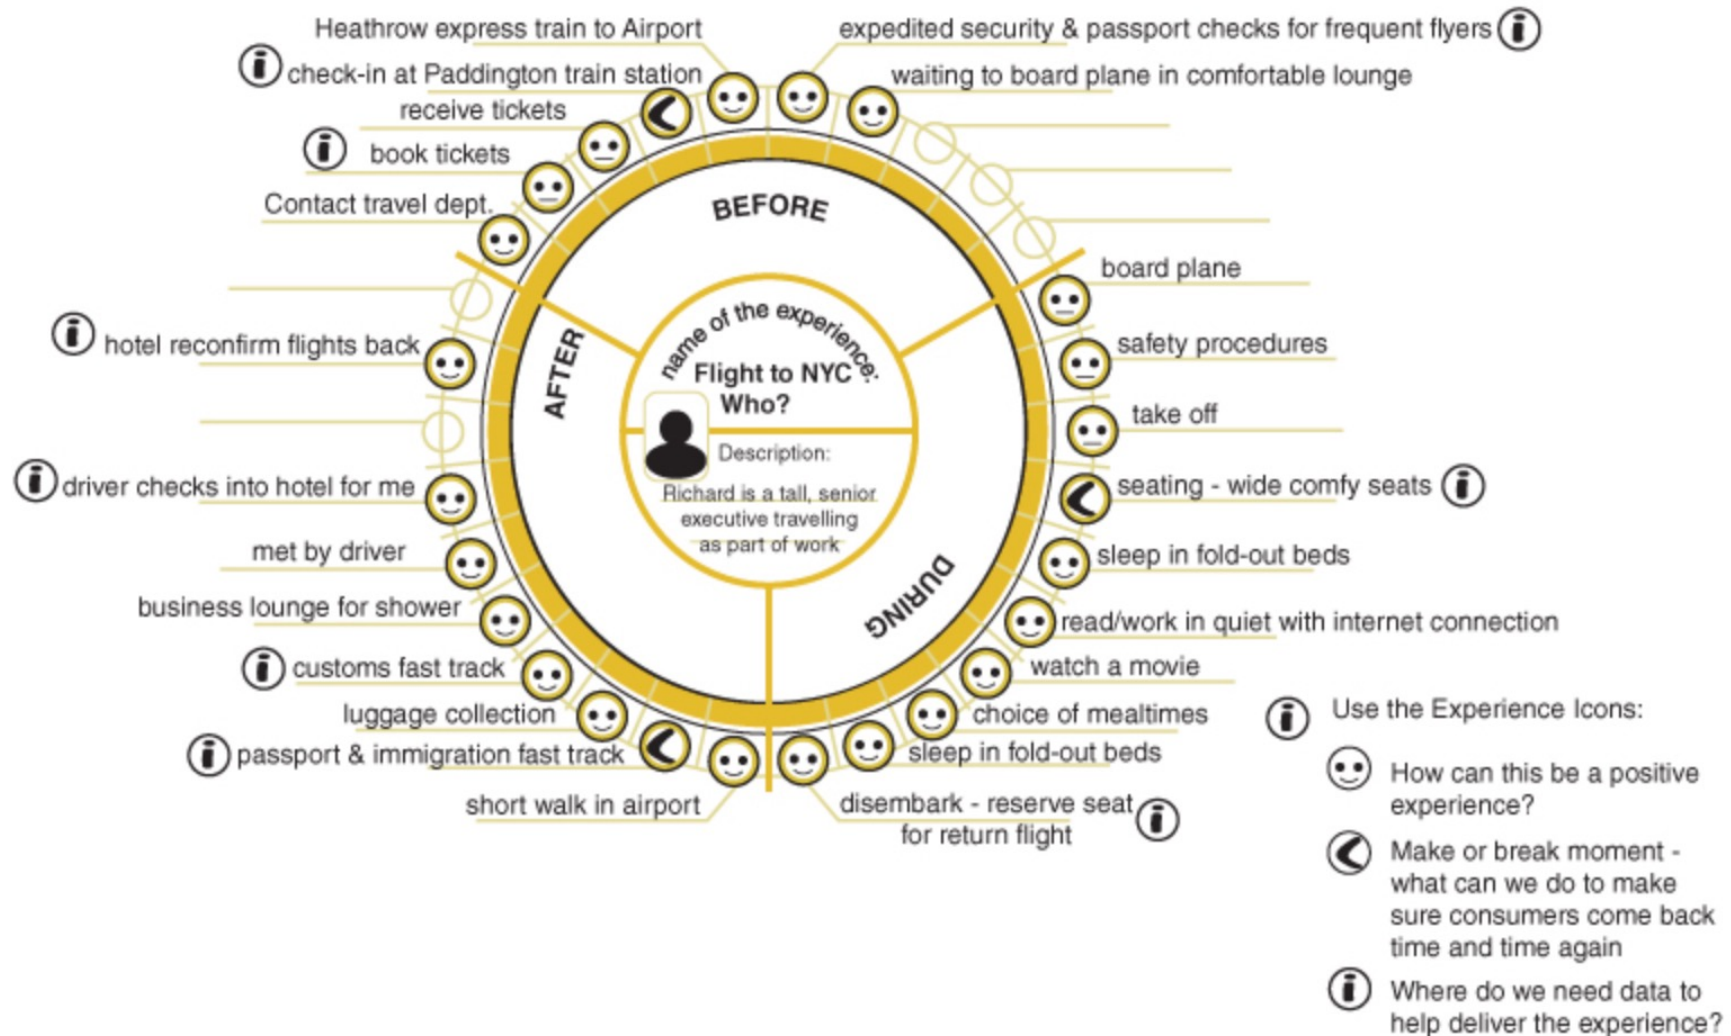 Heathrow express train to Airport
check-in at Paddington train station
receive tickets
book tickets
Contact travel dept.
expedited security & passport checks for frequent flyers
waiting to board plane in comfortable lounge
board plane
safety procedures
take off
seating - wide comfy seats
sleep in fold-out beds
read/work in quiet with internet connection
watch a movie
choice of mealtimes
sleep in fold-out beds
disembark - reserve seat
for return flight
short walk in airport
passport & immigration fast track
luggage collection
customs fast track
business lounge for shower
met by driver
driver checks into hotel for me
hotel reconfirm flights back
BEFORE
DURING
AFTER
name of the experience:
Flight to NYC
Who?
Description:
Richard is a tall, senior
executive travelling
as part of work
Use the Experience Icons:
How can this be a positive
experience?
Make or break moment -
what can we do to make
sure consumers come back
time and time again
Where do we need data to
help deliver the experience?